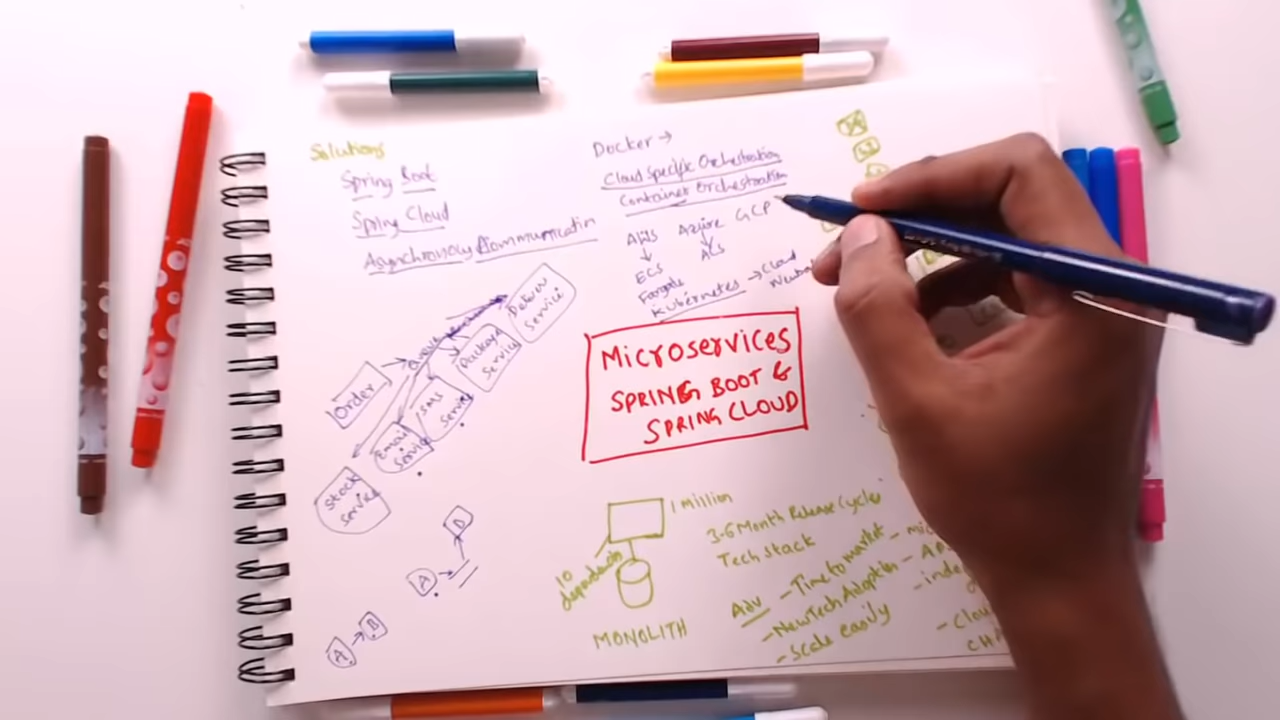 Solutions
Spring Boot
Spring Cloud
Asynchronous Communication
Order
Queue
Delivery Service
Package Service
SMS Service
Email Service
Stock Service
D
A
A
B
Docker →
Cloud Specific Orchestration
Container Orchestration
AWS Azure GCP
ECS ACS
Fargate
Kubernetes → Cloud Neutral
Microservices
SPRING BOOT &
SPRING CLOUD
1 Million
10 dependencies
MONOLITH
3-6 Month Release Cycle
Tech stack
Adv - Time to market
- New Tech Adoption
- Scale easily